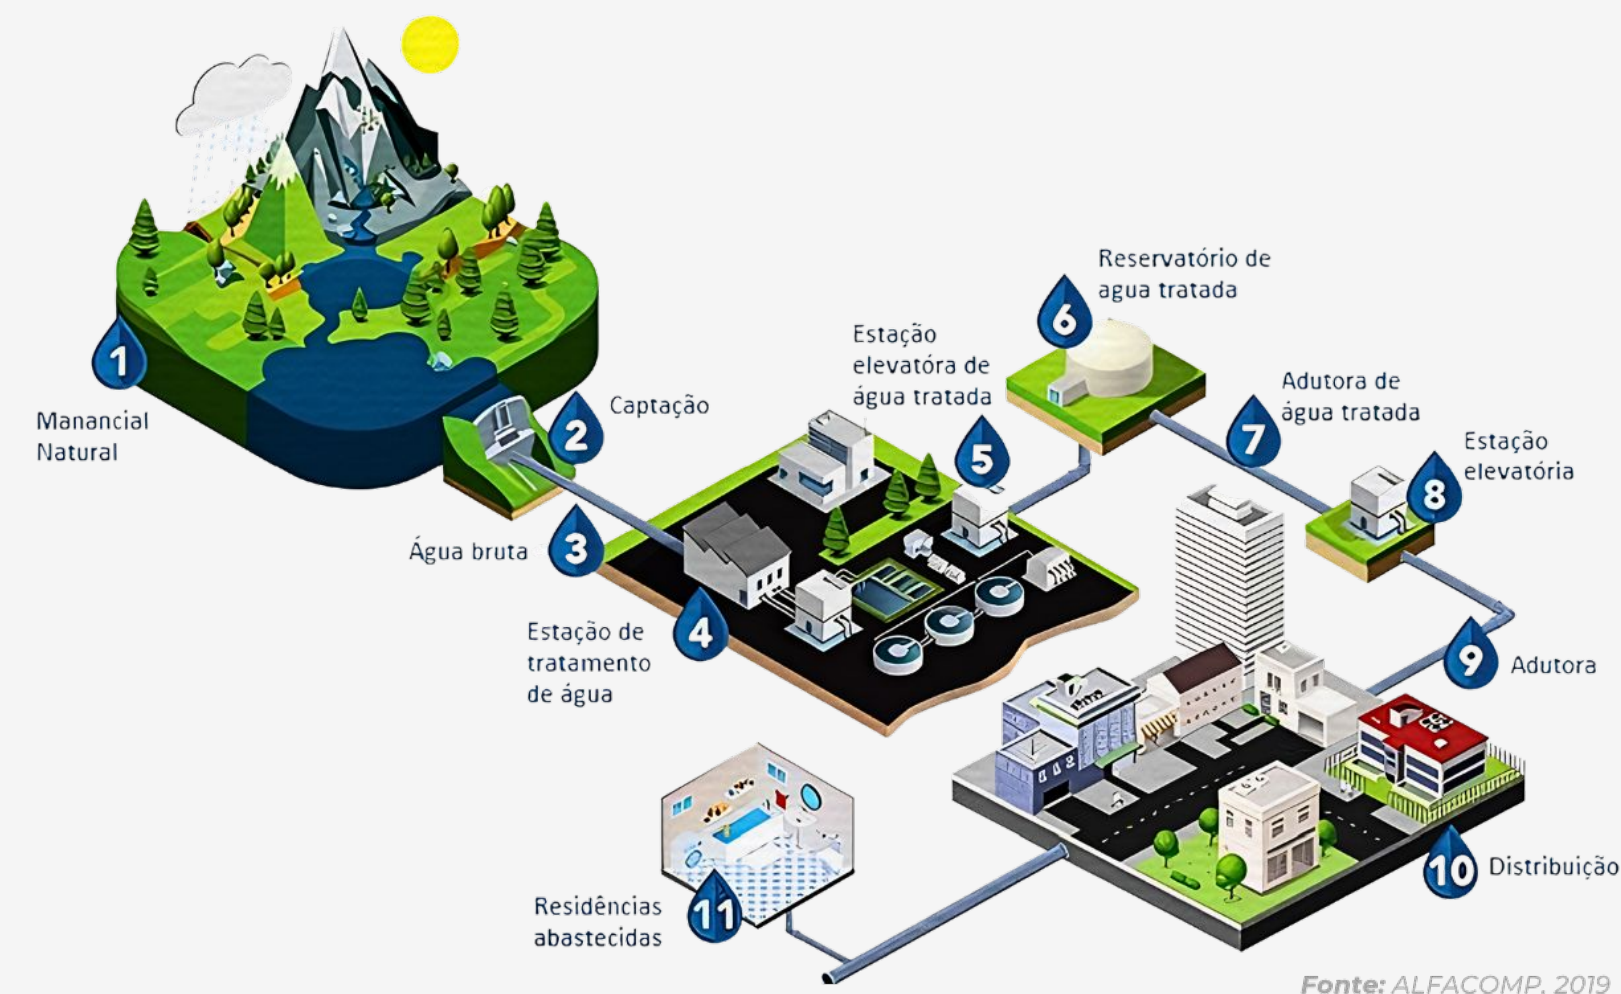 1
Manancial
Natural
2
Captação
3
Água bruta
4
Estação de
tratamento
de água
5
Estação
elevatóra de
água tratada
6
Reservatório de
agua tratada
7
Adutora de
água tratada
8
Estação
elevatória
9
Adutora
10
Distribuição
11
Residências
abastecidas
Fonte: ALFACOMP. 2019